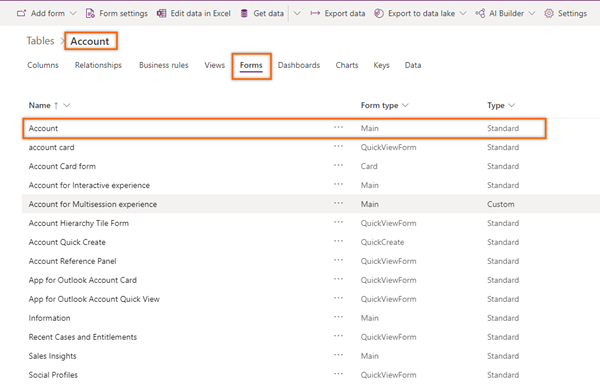 Add form Form settings Edit data in Excel Get data Export data Export to data lake AI Builder Settings
Tables > Account
Columns Relationships Business rules Views Forms Dashboards Charts Keys Data
Name ↑ Form type Type
Account ... Main Standard
account card ... QuickViewForm Standard
Account Card form ... Card Standard
Account for Interactive experience ... Main Standard
Account for Multisession experience ... Main Custom
Account Hierarchy Tile Form ... QuickViewForm Standard
Account Quick Create ... QuickCreate Standard
Account Reference Panel ... QuickViewForm Standard
App for Outlook Account Card ... QuickViewForm Standard
App for Outlook Account Quick View ... QuickViewForm Standard
Information ... Main Standard
Recent Cases and Entitlements ... QuickViewForm Standard
Sales Insights ... Main Standard
Social Profiles ... QuickViewForm Standard